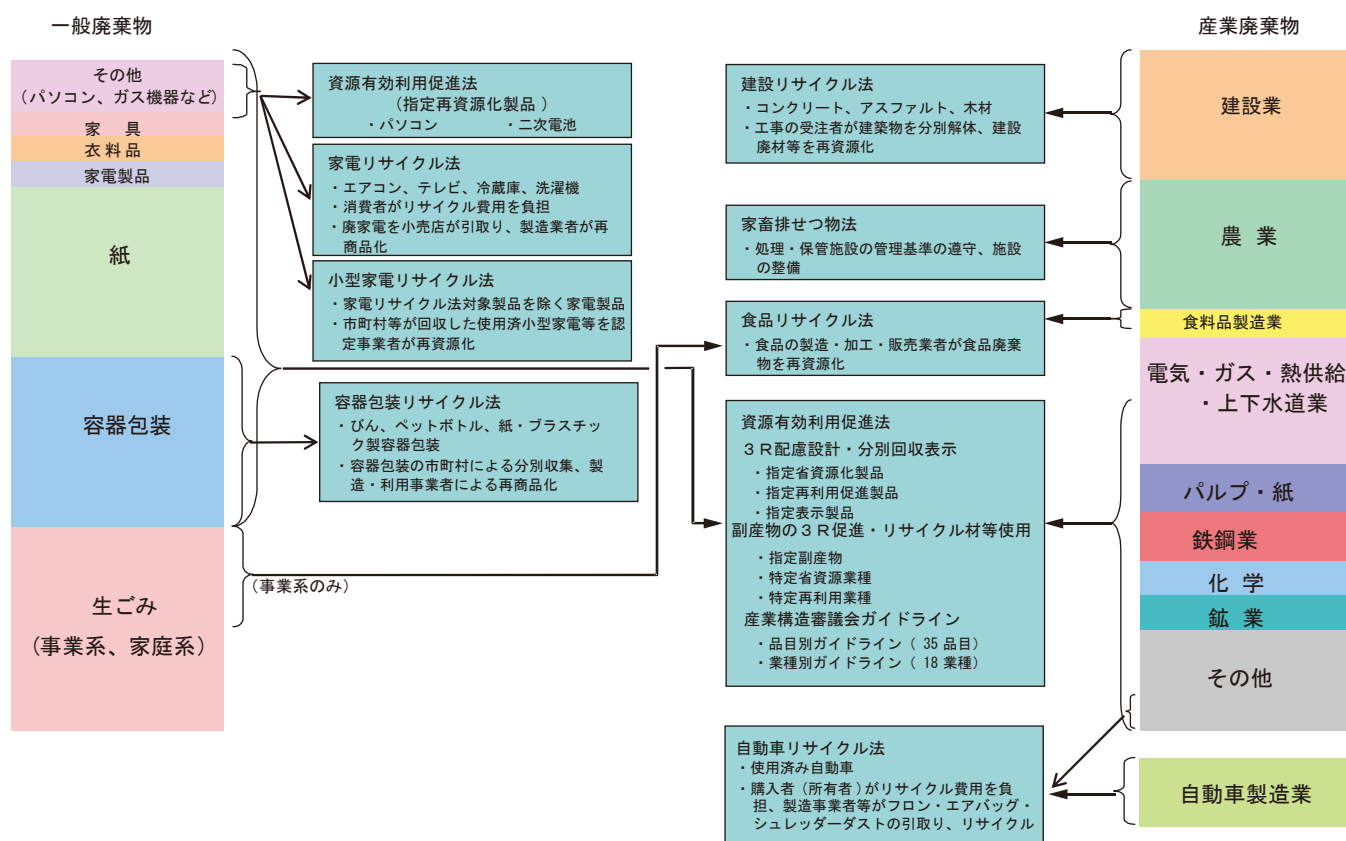 一般廃棄物
その他
（パソコン、ガス機器など）
家　具
衣料品
家電製品
紙
容器包装
生ごみ
（事業系、家庭系）
資源有効利用促進法
（指定再資源化製品）
・パソコン　　・二次電池
家電リサイクル法
・エアコン、テレビ、冷蔵庫、洗濯機
・消費者がリサイクル費用を負担
・廃家電を小売店が引取り、製造業者が再
商品化
小型家電リサイクル法
・家電リサイクル法対象製品を除く家電製品
・市町村等が回収した使用済小型家電等を認
定事業者が再資源化
容器包装リサイクル法
・びん、ペットボトル、紙・プラスチッ
ク製容器包装
・容器包装の市町村による分別収集、製
造・利用事業者による再商品化
（事業系のみ）
建設リサイクル法
・コンクリート、アスファルト、木材
・工事の受注者が建築物を分別解体、建設
廃材等を再資源化
家畜排せつ物法
・処理・保管施設の管理基準の遵守、施設
の整備
食品リサイクル法
・食品の製造・加工・販売業者が食品廃棄
物を再資源化
資源有効利用促進法
３Ｒ配慮設計・分別回収表示
・指定省資源化製品
・指定再利用促進製品
・指定表示製品
副産物の３Ｒ促進・リサイクル材等使用
・指定副産物
・特定省資源業種
・特定再利用業種
産業構造審議会ガイドライン
・品目別ガイドライン（ 35 品目）
・業種別ガイドライン（ 18 業種）
自動車リサイクル法
・使用済み自動車
・購入者（所有者）がリサイクル費用を負
担、製造事業者等がフロン・エアバッグ・
シュレッダーダストの引取り、リサイクル
産業廃棄物
建設業
農　業
食料品製造業
電気・ガス・熱供給
・上下水道業
パルプ・紙
鉄鋼業
化　学
鉱　業
その他
自動車製造業